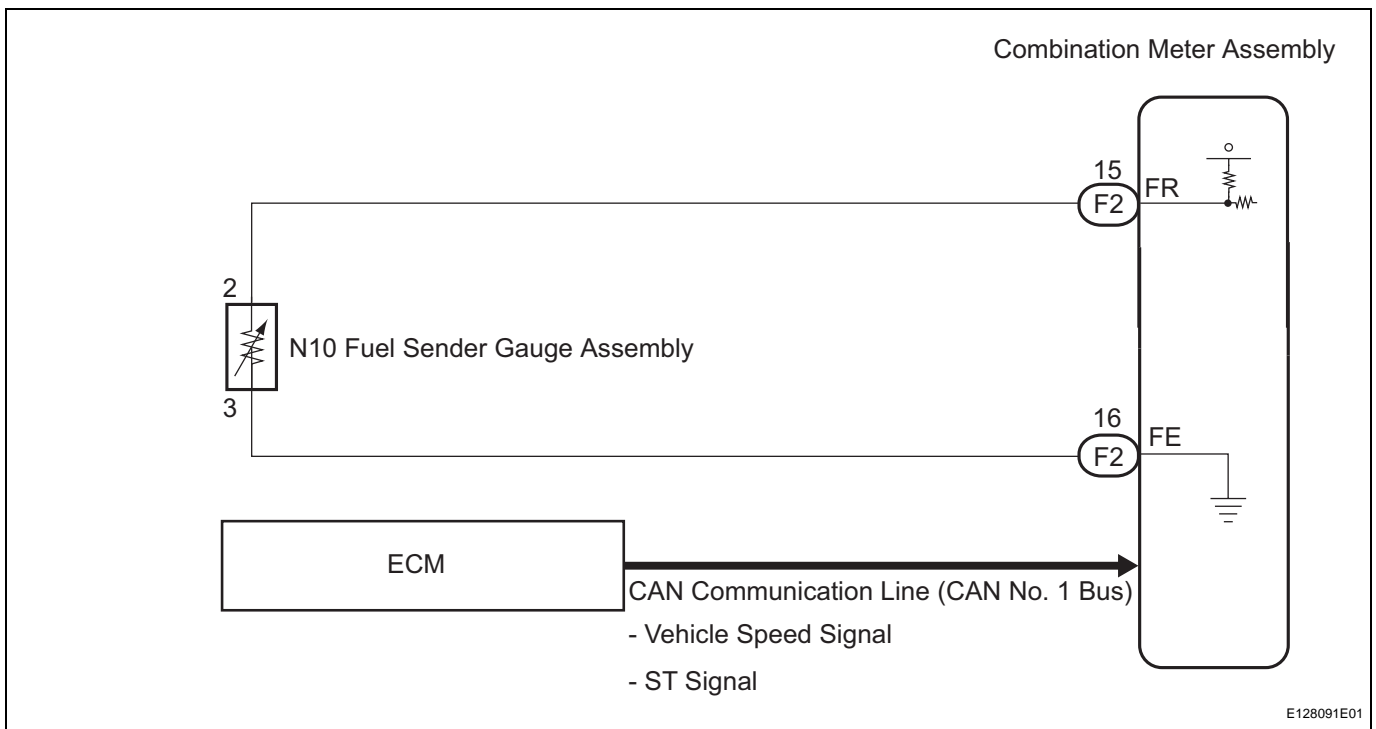 Combination Meter Assembly
15
F2
FR
2
N10 Fuel Sender Gauge Assembly
3
16
F2
FE
ECM
CAN Communication Line (CAN No. 1 Bus)
- Vehicle Speed Signal
- ST Signal
E128091E01